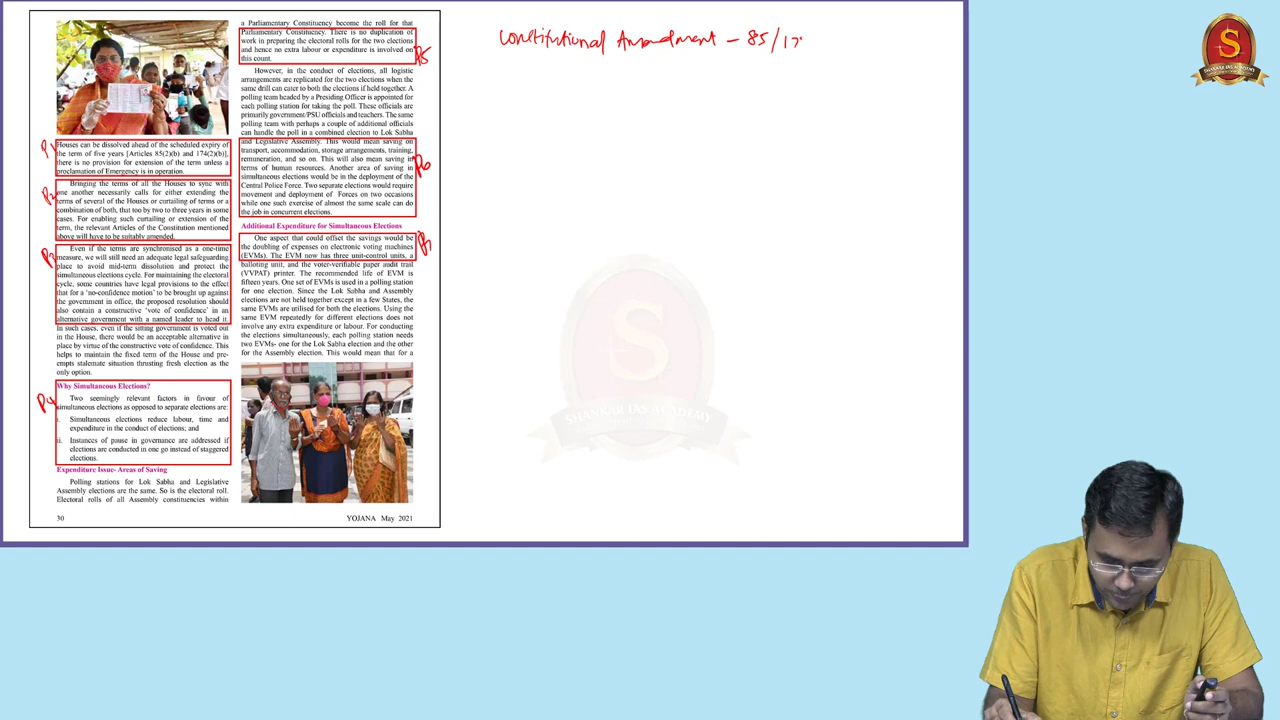 Houses can be dissolved ahead of the scheduled expiry
of the term of five years [Articles 85(2)(b) and 174(2)(b)],
there is no provision for extension of the term unless a
proclamation of Emergency is in operation.
Bringing the terms of all the Houses to sync with
one another necessarily calls for either extending the
terms of several of the Houses or curtailing of terms or a
combination of both, that too by two to three years in some
cases. For enabling such curtailing or extension of the
term, the relevant Articles of the Constitution mentioned
above will have to be suitably amended.
Even if the terms are synchronised as a one-time
measure, we will still need an adequate legal safeguarding
place to avoid mid-term dissolution and protect the
simultaneous elections cycle. For maintaining the electoral
cycle, some countries have legal provisions to the effect
that for a 'no-confidence motion' to be brought up against
the government in office, the proposed resolution should
also contain a constructive 'vote of confidence' in an
alternative government with a named leader to head it.
In such cases, even if the sitting government is voted out
in the House, there would be an acceptable alternative in
place by virtue of the constructive vote of confidence. This
helps to maintain the fixed term of the House and pre-
empts stalemate situation thrusting fresh election as the
only option.
Why Simultaneous Elections?
Two seemingly relevant factors in favour of
simultaneous elections as opposed to separate elections are:
i. Simultaneous elections reduce labour, time and
expenditure in the conduct of elections; and
ii. Instances of pause in governance are addressed if
elections are conducted in one go instead of staggered
elections.
Expenditure Issue- Areas of Saving
Polling stations for Lok Sabha and Legislative
Assembly elections are the same. So is the electoral roll.
Electoral rolls of all Assembly constituencies within
a Parliamentary Constituency become the roll for that
Parliamentary Constituency. There is no duplication of
work in preparing the electoral rolls for the two elections
and hence no extra labour or expenditure is involved on
this count.
However, in the conduct of elections, all logistic
arrangements are replicated for the two elections when the
same drill can cater to both the elections if held together. A
polling team headed by a Presiding Officer is appointed for
each polling station for taking the poll. These officials are
primarily government/PSU officials and teachers. The same
polling team with perhaps a couple of additional officials
can handle the poll in a combined election to Lok Sabha
and Legislative Assembly. This would mean saving on
transport, accommodation, storage arrangements, training,
remuneration, and so on. This will also mean saving in
terms of human resources. Another area of saving in
simultaneous elections would be in the deployment of the
Central Police Force. Two separate elections would require
movement and deployment of Forces on two occasions
while one such exercise of almost the same scale can do
the job in concurrent elections.
Additional Expenditure for Simultaneous Elections
One aspect that could offset the savings would be
the doubling of expenses on electronic voting machines
(EVMs). The EVM now has three unit-control units, a
balloting unit, and the voter-verifiable paper audit trail
(VVPAT) printer. The recommended life of EVM is
fifteen years. One set of EVMs is used in a polling station
for one election. Since the Lok Sabha and Assembly
elections are not held together except in a few States, the
same EVMs are utilised for both the elections. Using the
same EVM repeatedly for different elections does not
involve any extra expenditure or labour. For conducting
the elections simultaneously, each polling station needs
two EVMs- one for the Lok Sabha election and the other
for the Assembly election. This would mean that for a
30
YOJANA May 2021
P1
P2
P3
P4
P5
P6
P7
Constitutional Amendment – 85/17
S
SHANKAR IAS ACADEMY
S
SHANKAR IAS ACADEMY